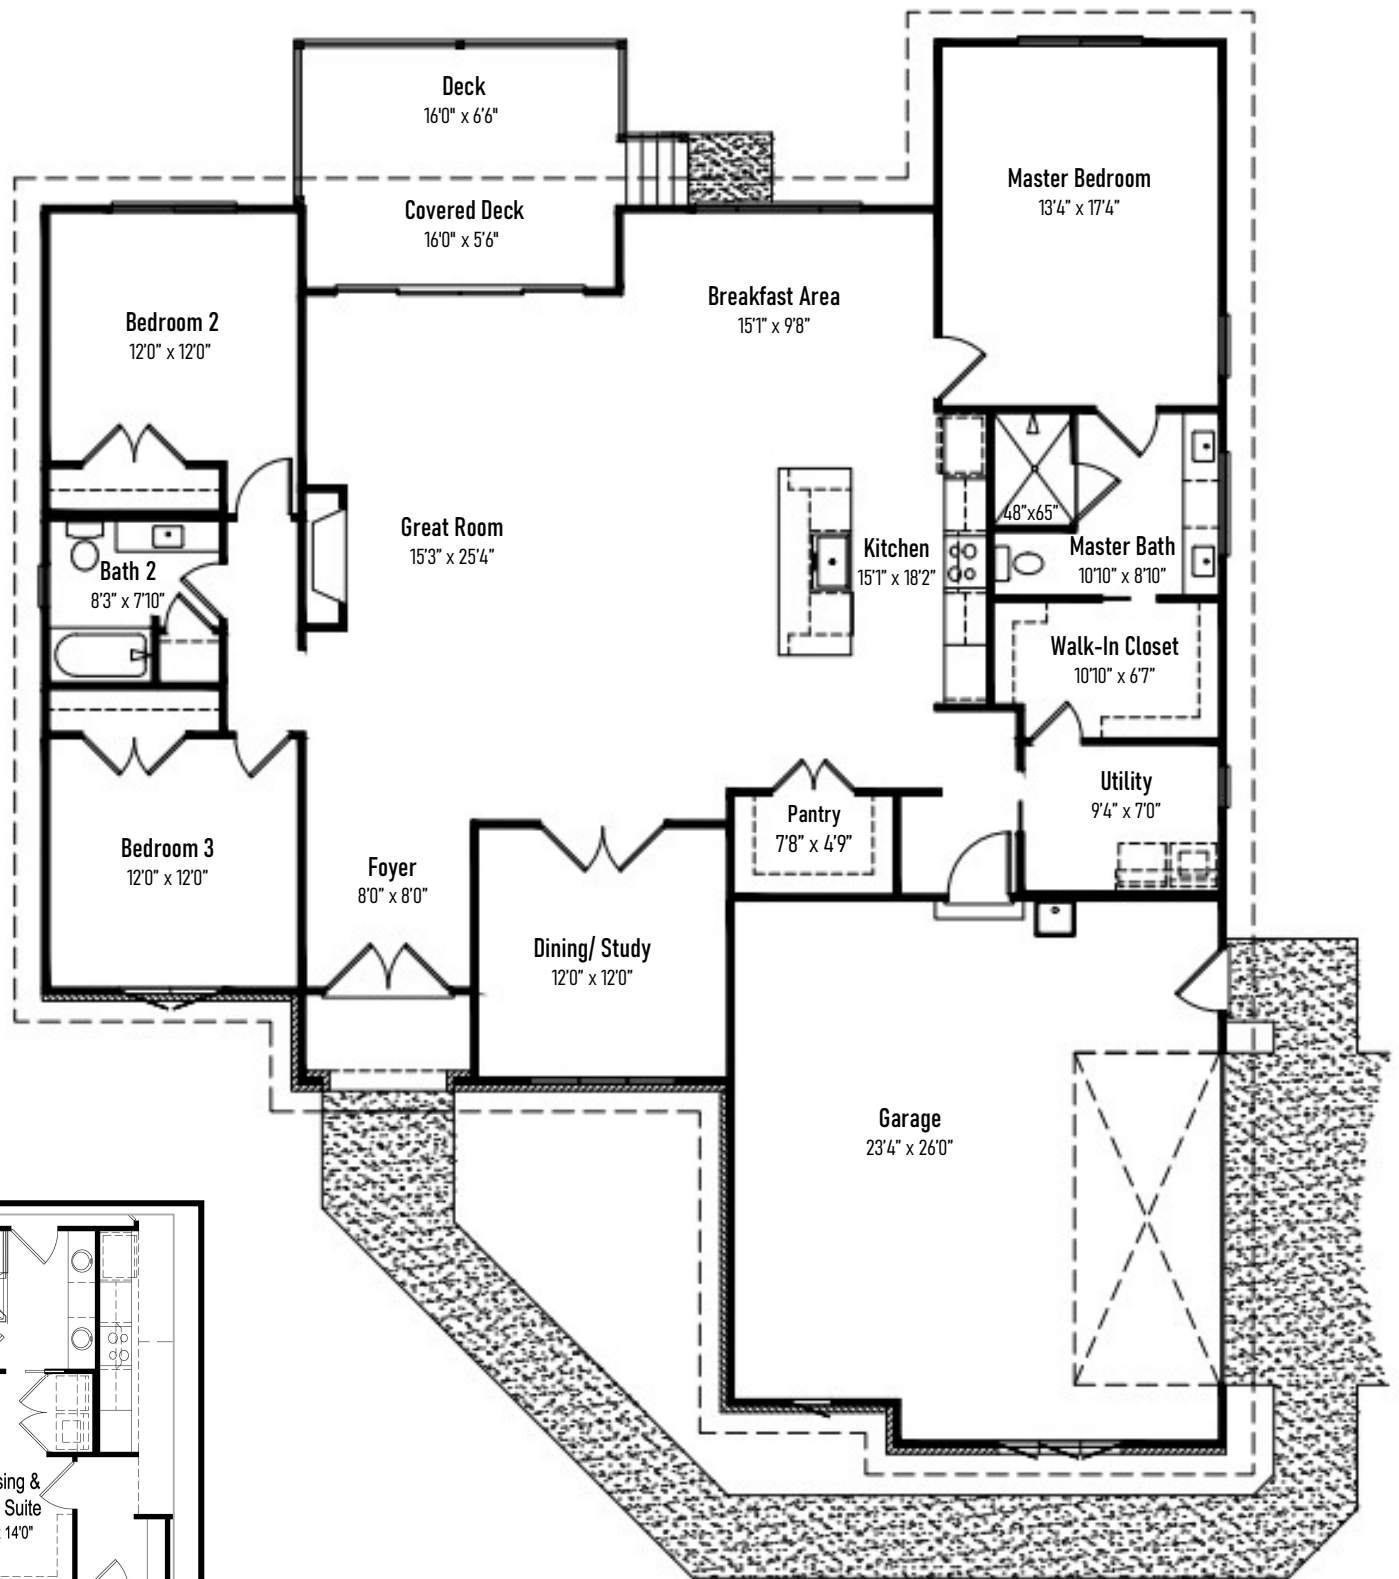 Deck
16'0" x 6'6"
Covered Deck
16'0" x 5'6"
Master Bedroom
13'4" x 17'4"
Breakfast Area
15'1" x 9'8"
Bedroom 2
12'0" x 12'0"
Great Room
15'3" x 25'4"
Kitchen
15'1" x 18'2"
48"x65"
Master Bath
10'10" x 8'10"
Bath 2
8'3" x 7'10"
Walk-In Closet
10'10" x 6'7"
Utility
9'4" x 7'0"
Pantry
7'8" x 4'9"
Bedroom 3
12'0" x 12'0"
Foyer
8'0" x 8'0"
Dining/ Study
12'0" x 12'0"
Garage
23'4" x 26'0"
&
Suite
14'0"